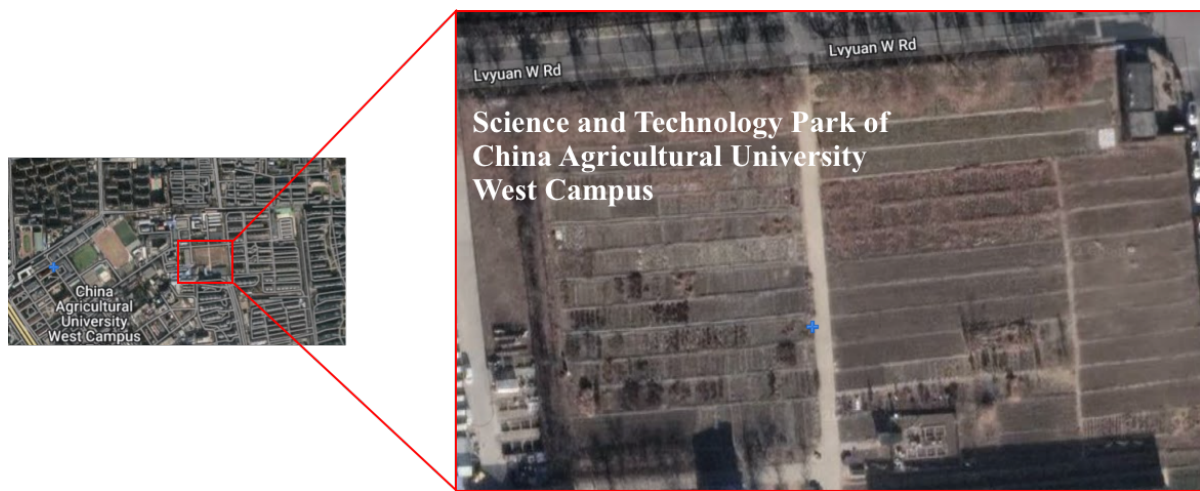 Lvyuan W Rd
Lvyuan W Rd
Science and Technology Park of
China Agricultural University
West Campus
China
Agricultural
University
West Campus